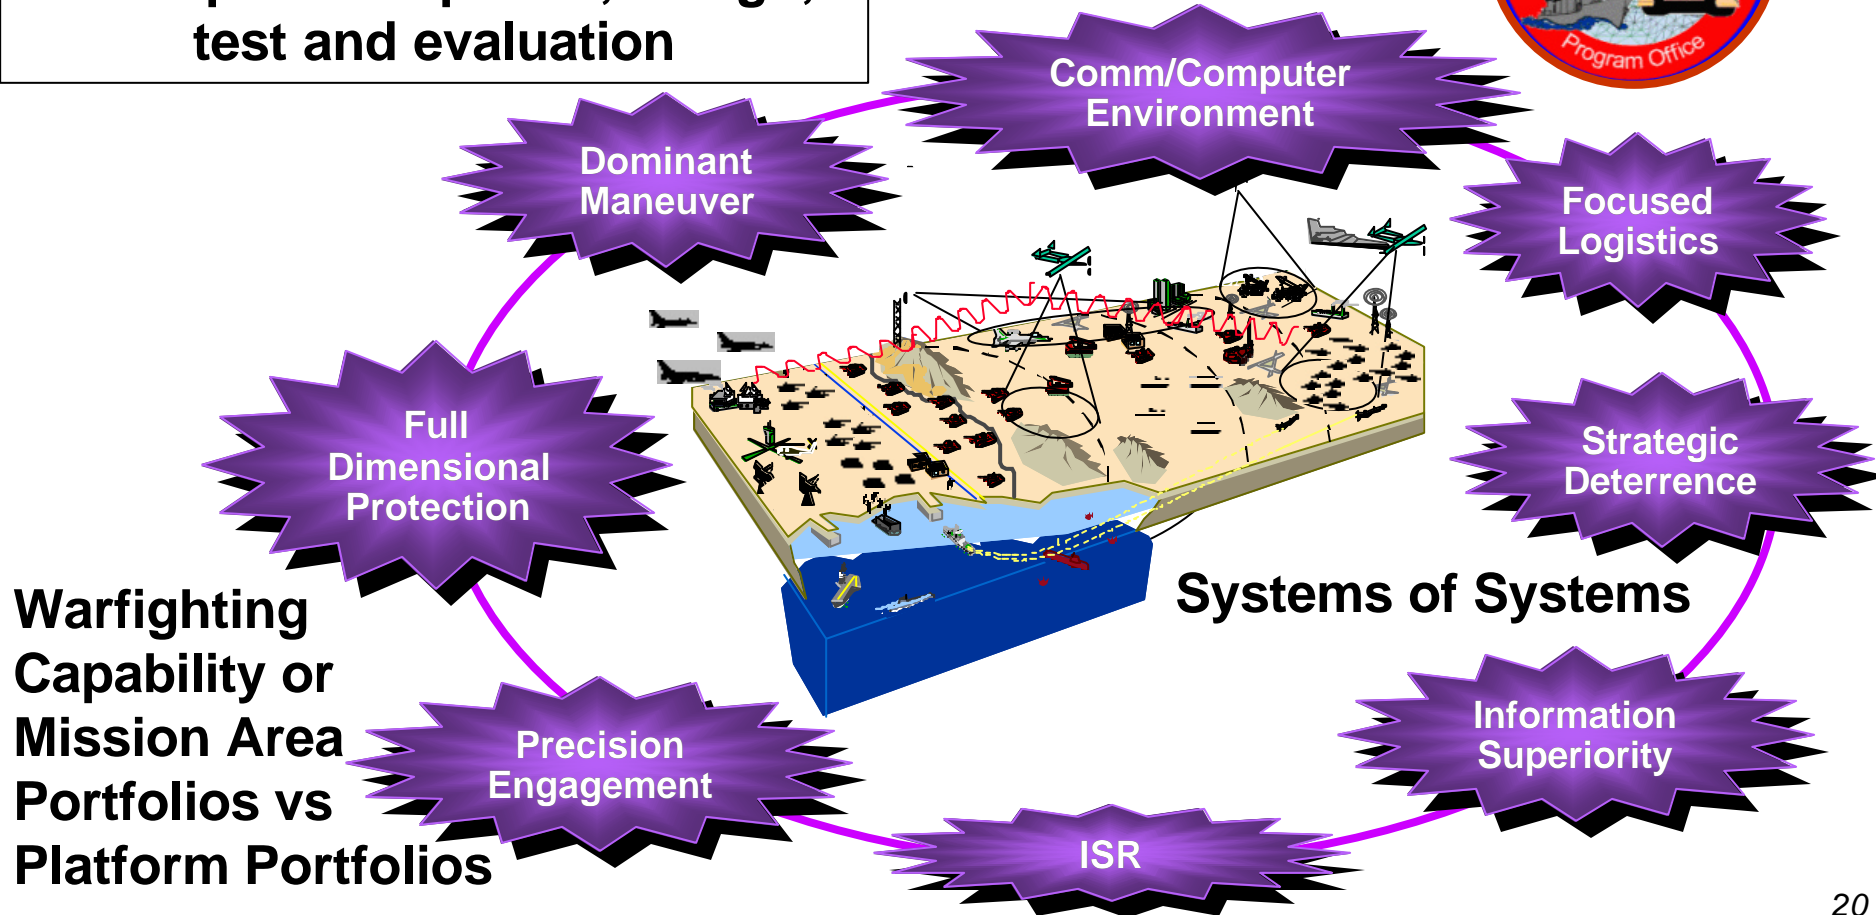 test and evaluation
Program Office
Comm/Computer
Environment
Dominant
Maneuver
Focused
Logistics
Full
Dimensional
Protection
Strategic
Deterrence
Systems of Systems
Warfighting
Capability or
Mission Area
Portfolios vs
Platform Portfolios
Precision
Engagement
Information
Superiority
ISR
20